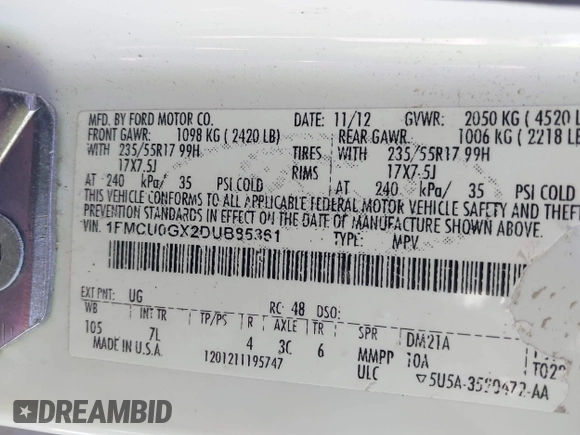 MFD. BY FORD MOTOR CO. DATE: 11/12 GVWR: 2050 KG ( 4520 L
FRONT GAWR: 1098 KG ( 2420 LB) REAR GAWR: 1006 KG ( 2218 LB
WITH 235/55R17 99H TIRES WITH 235/55R17 99H
17X7.5J RIMS 17X7.5J
AT 240 kPa/ 35 PSI COLD AT 240 kPa/ 35 PSI COLD
THIS VEHICLE CONFORMS TO ALL APPLICABLE FEDERAL MOTOR VEHICLE SAFETY AND THEFT
PREVENTION STANDARDS IN EFFECT ON THE DATE OF MANUFACTURE SHOWN ABOVE.
VIN: 1FMCU0GX2DUB95361 TYPE: MPV
EXT PNT: UG RC: 48 DSO:
WB INT TR TP/PS R AXLE TR SPR DM21A
105 7L 4 3C 6 MMPP 10A
MADE IN U.S.A. 1201211195747 ULC
DREAMBID DREAMBID.COM